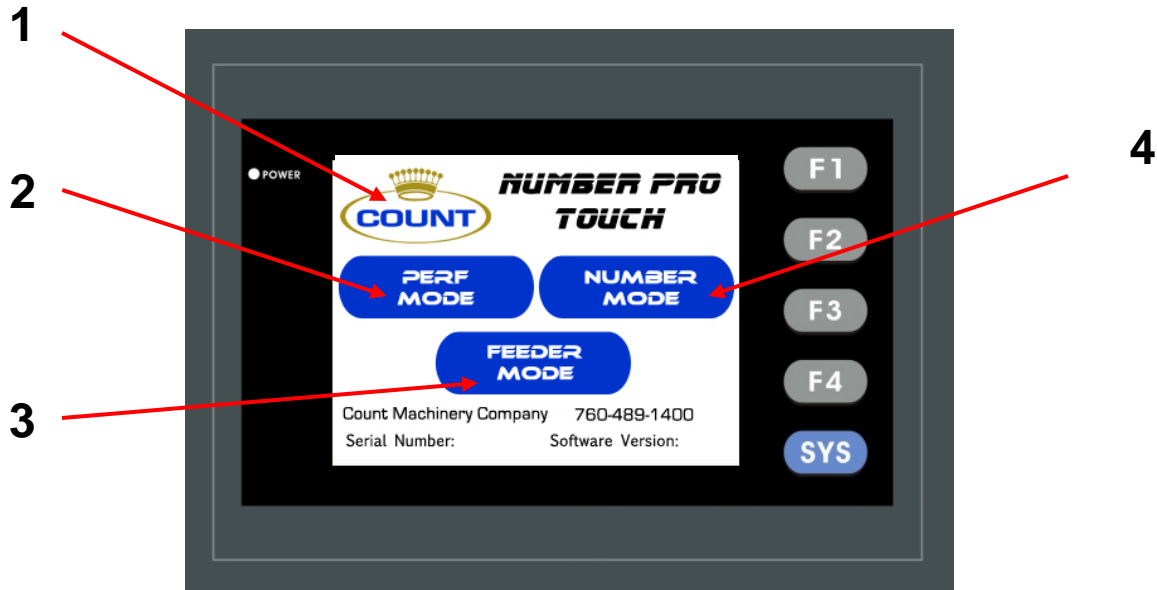 1
2
3
4
POWER
COUNT
NUMBER PRO
TOUCH
PERF
MODE
NUMBER
MODE
FEEDER
MODE
Count Machinery Company 760-489-1400
Serial Number: Software Version:
F1
F2
F3
F4
SYS